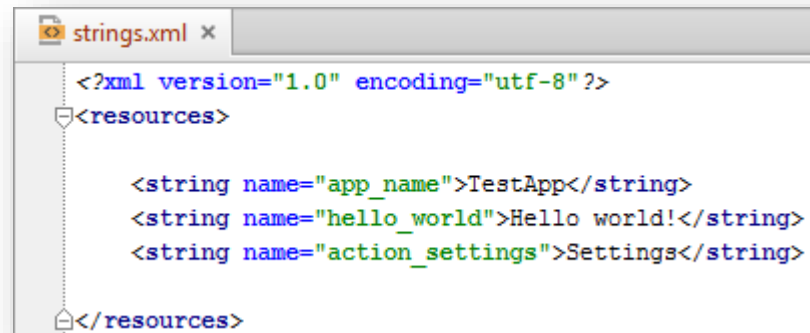 strings.xml ×
<?xml version="1.0" encoding="utf-8"?>
<resources>
<string name="app_name">TestApp</string>
<string name="hello_world">Hello world!</string>
<string name="action_settings">Settings</string>
</resources>